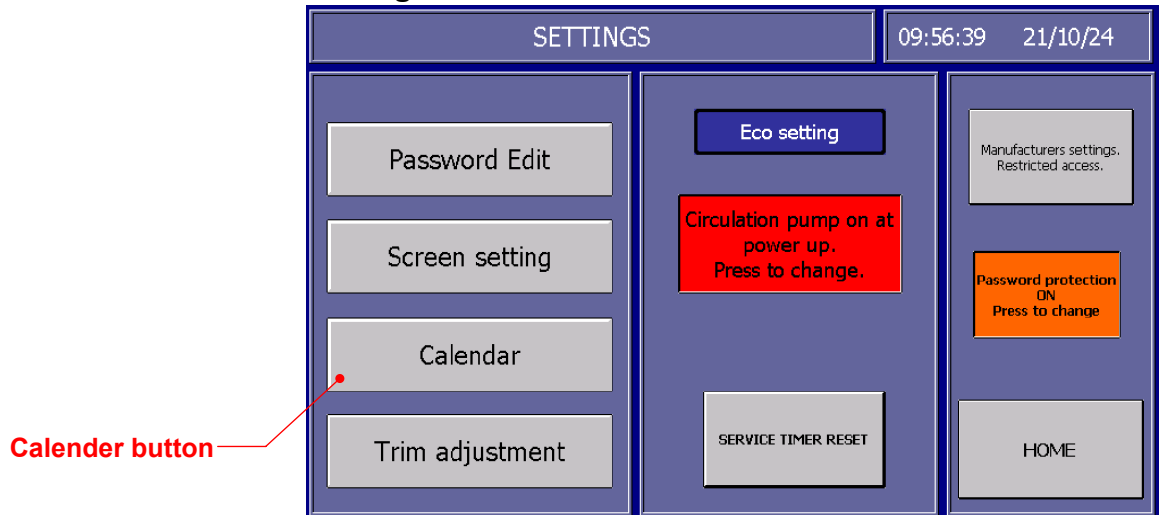 SETTINGS
09:56:39 21/10/24
Password Edit
Screen setting
Calendar
Trim adjustment
Eco setting
Circulation pump on at
power up.
Press to change.
SERVICE TIMER RESET
Manufacturers settings.
Restricted access.
Password protection
ON
Press to change
HOME
Calender button